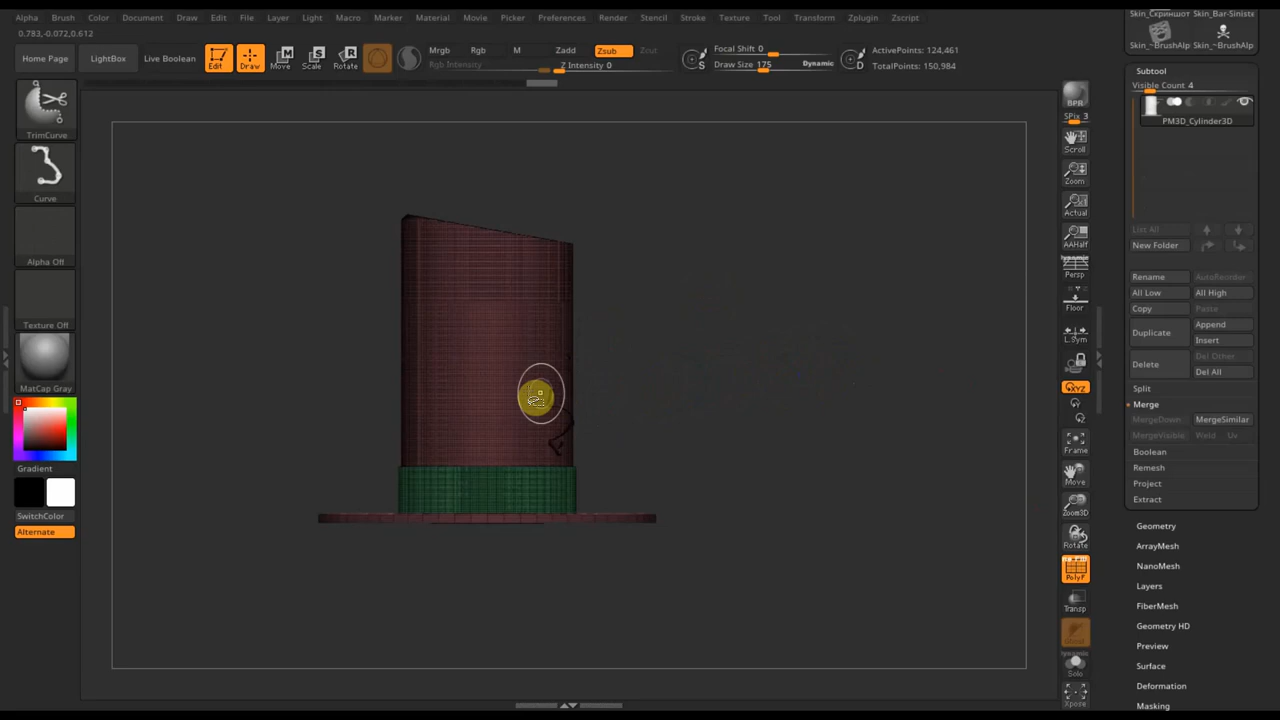 Alpha Brush Color Document Draw Edit File Layer Light Macro Marker Material Movie Picker Preferences Render Stencil Stroke Texture Tool Transform Zplugin Zscript
0.783,-0.072,0.612
Home Page LightBox Live Boolean Edit Draw Move Scale Rotate
Mrgb Rgb M Zadd Zsub Zcut
Rgb Intensity Z Intensity 0
Focal Shift 0
Draw Size 175 Dynamic
S D
ActivePoints: 124,461
TotalPoints: 150,984
TrimCurve
Curve
Alpha Off
Texture Off
MatCap Gray
Gradient
SwitchColor
Alternate
BPR
SPix 3
Scroll
Zoom
Actual
AAHalf
Dynamic
Persp
Floor
L.Sym
XYZ
Y
Z
Frame
Move
Zoom3D
Rotate
PolyF
Transp
Ghost
Dynamic
Solo
Xpose
Skin_Скриншот Skin_Bar-Siniste
Skin_~BrushAlp Skin_~BrushAlp
Subtool
Visible Count 4
PM3D_Cylinder3D
List All
New Folder
Rename AutoReorder
All Low All High
Copy Paste
Duplicate Append
Insert
Delete Del Other
Del All
Split
Merge
MergeDown MergeSimilar
MergeVisible Weld Uv
Boolean
Remesh
Project
Extract
Geometry
ArrayMesh
NanoMesh
Layers
FiberMesh
Geometry HD
Preview
Surface
Deformation
Masking